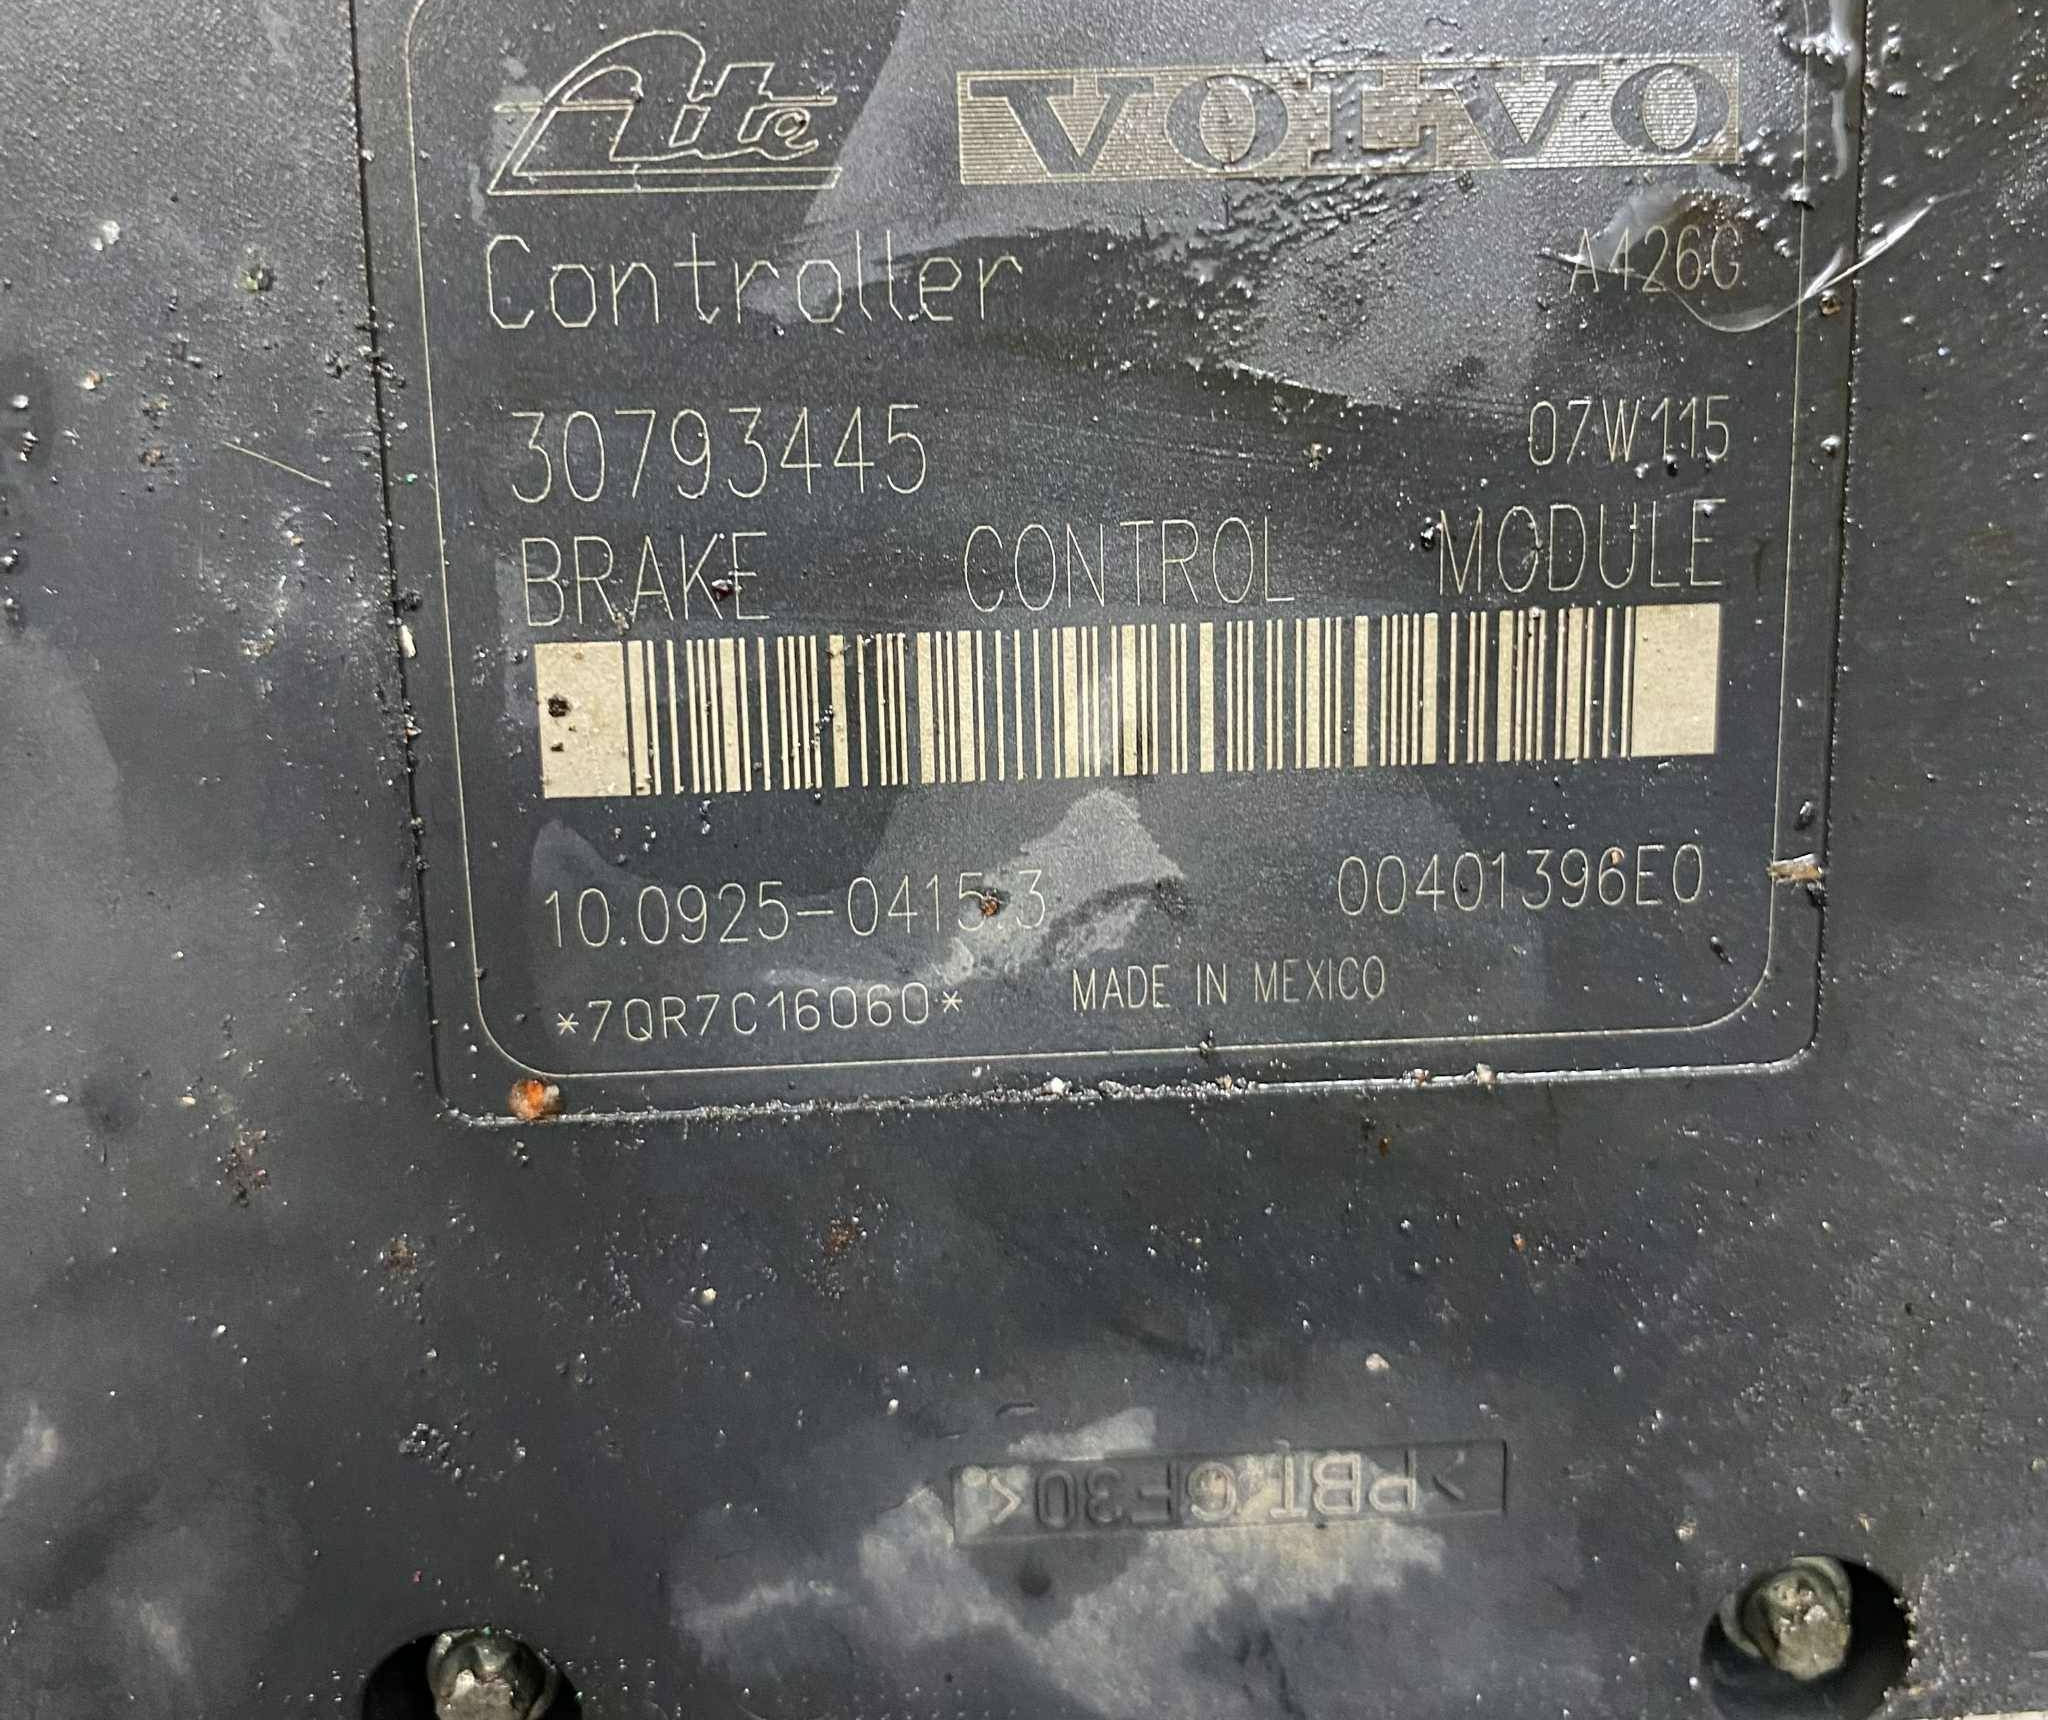 Ate VOLVO
Controller A426G
30793445 07W115
BRAKE CONTROL MODULE
10.0925-0415.3 00401396E0
*7QR7C16060* MADE IN MEXICO
>PBT GF30<